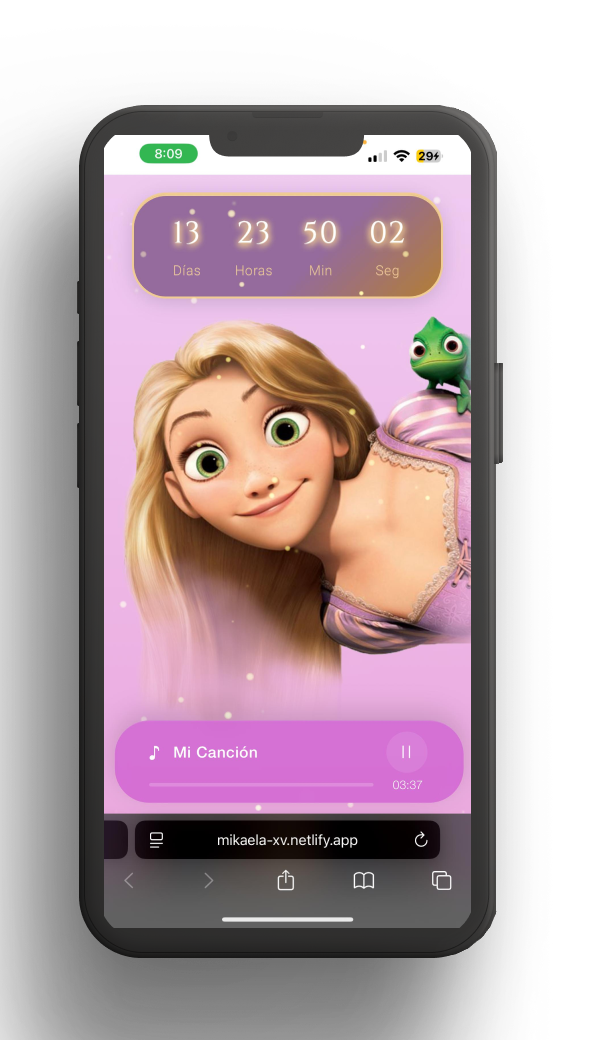 8:09
29
13 23 50 02
Días Horas Min Seg
Mi Canción
03:37
mikaela-xv.netlify.app